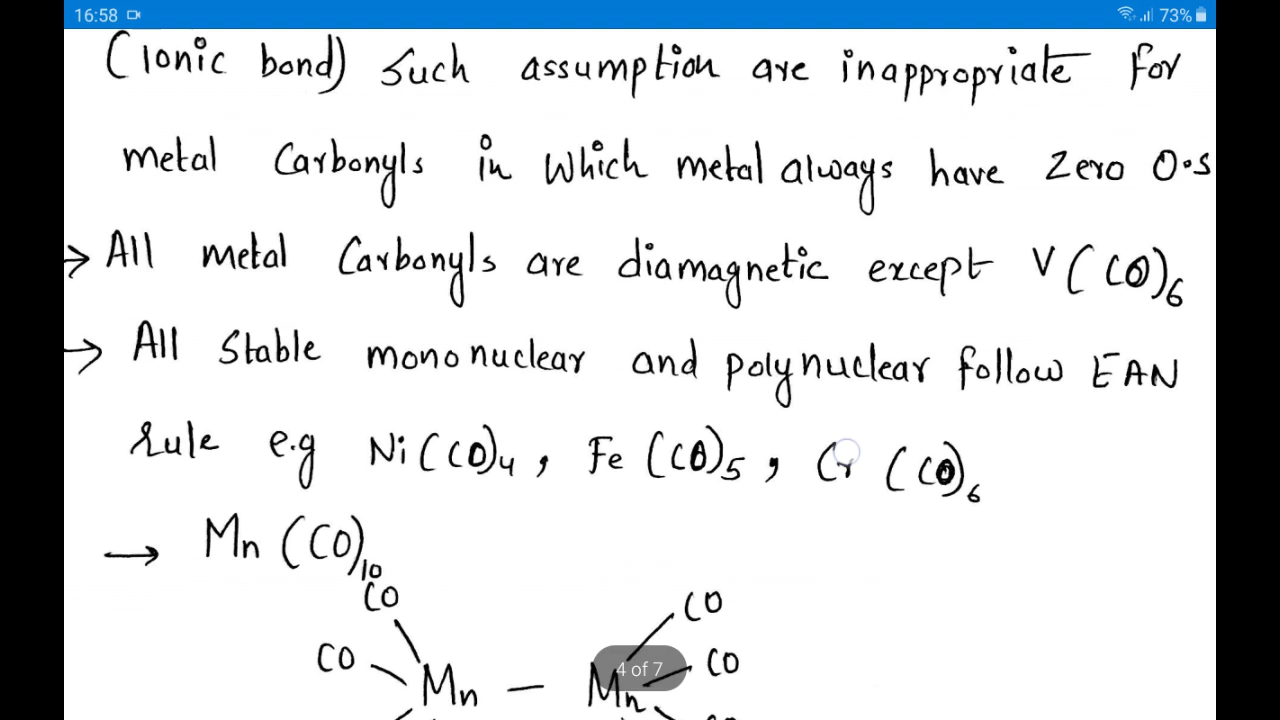 16:58 73%
(Ionic bond) Such assumption are inappropriate for
metal Carbonyls in Which metal always have Zero O.S
→ All metal Carbonyls are diamagnetic except V(CO)6
→ All Stable mononuclear and polynuclear follow EAN
rule e.g Ni(CO)4, Fe(CO)5, Cr(CO)6
→ Mn(CO)10
CO CO
CO CO
Mn — Mn
4 of 7